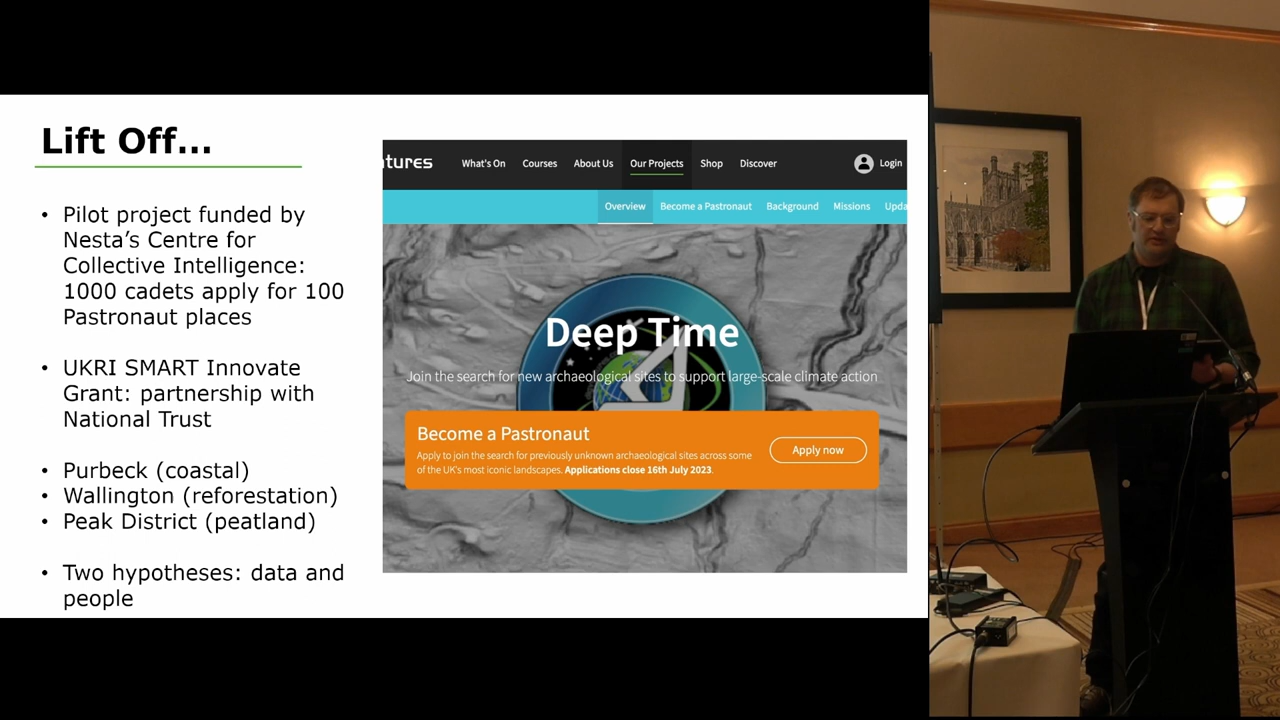 Lift Off...
• Pilot project funded by
Nesta’s Centre for
Collective Intelligence:
1000 cadets apply for 100
Pastronaut places
• UKRI SMART Innovate
Grant: partnership with
National Trust
• Purbeck (coastal)
• Wallington (reforestation)
• Peak District (peatland)
• Two hypotheses: data and
people
tures What's On Courses About Us Our Projects Shop Discover Login
Overview Become a Pastronaut Background Missions Upda
Deep Time
Join the search for new archaeological sites to support large-scale climate action
Become a Pastronaut
Apply to join the search for previously unknown archaeological sites across some
of the UK's most iconic landscapes. Applications close 16th July 2023.
Apply now